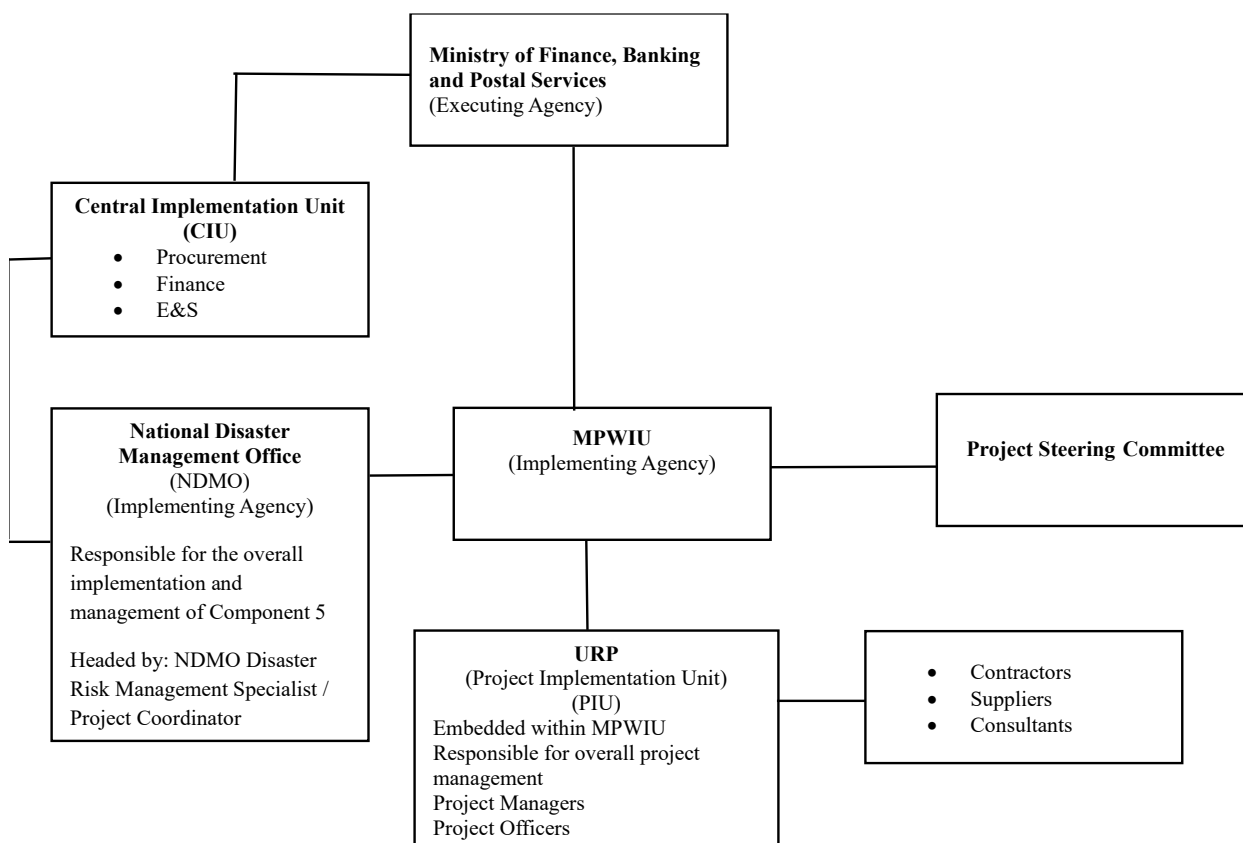 Ministry of Finance, Banking
and Postal Services
(Executing Agency)
Central Implementation Unit
(CIU)
• Procurement
• Finance
• E&S
National Disaster
Management Office
(NDMO)
(Implementing Agency)
Responsible for the overall
implementation and
management of Component 5
Headed by: NDMO Disaster
Risk Management Specialist /
Project Coordinator
MPWIU
(Implementing Agency)
Project Steering Committee
URP
(Project Implementation Unit)
(PIU)
Embedded within MPWIU
Responsible for overall project
management
Project Managers
Project Officers
• Contractors
• Suppliers
• Consultants